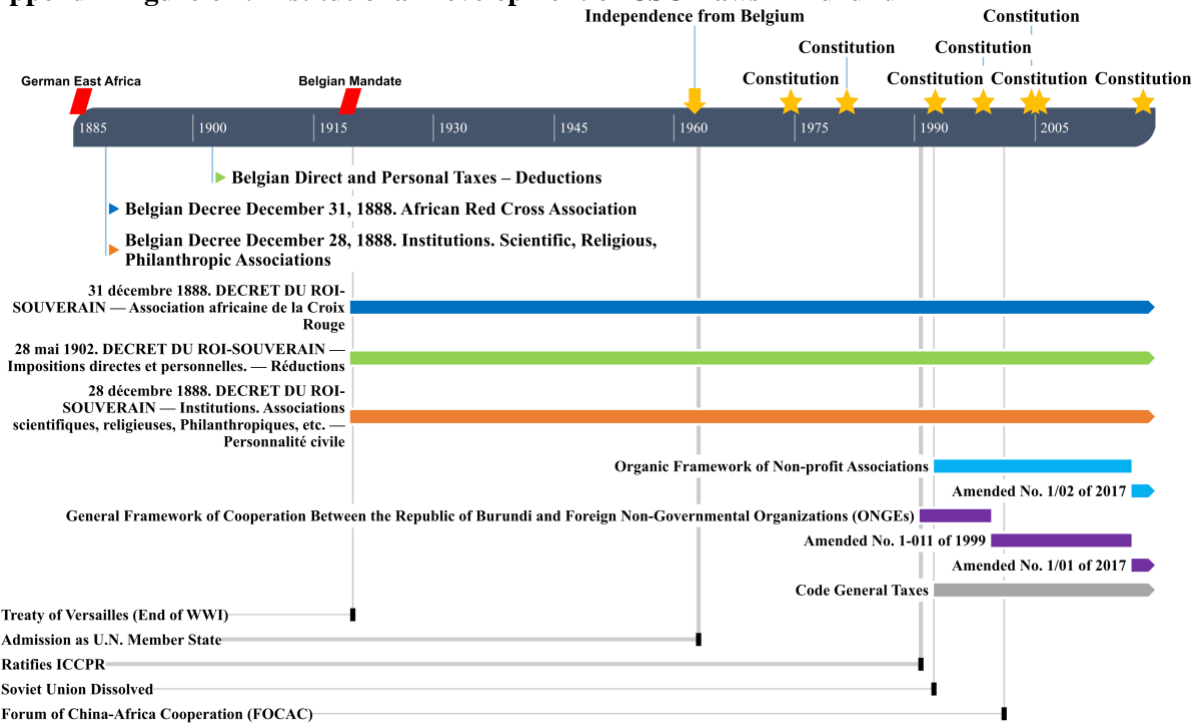 Independence from Belgium
Constitution
Constitution
Constitution
German East Africa
Belgian Mandate
Constitution
Constitution
Constitution
Constitution
1885
1900
1915
1930
1945
1960
1975
1990
2005
Belgian Direct and Personal Taxes – Deductions
Belgian Decree December 31, 1888. African Red Cross Association
Belgian Decree December 28, 1888. Institutions. Scientific, Religious,
Philanthropic Associations
31 décembre 1888. DECRET DU ROI-
SOUVERAIN — Association africaine de la Croix
Rouge
28 mai 1902. DECRET DU ROI-SOUVERAIN —
Impositions directes et personnelles. — Réductions
28 décembre 1888. DECRET DU ROI-
SOUVERAIN — Institutions. Associations
scientifiques, religieuses, Philanthropiques, etc. —
Personnalité civile
Organic Framework of Non-profit Associations
Amended No. 1/02 of 2017
General Framework of Cooperation Between the Republic of Burundi and Foreign Non-Governmental Organizations (ONGEs)
Amended No. 1-011 of 1999
Amended No. 1/01 of 2017
Code General Taxes
Treaty of Versailles (End of WWI)
Admission as U.N. Member State
Ratifies ICCPR
Soviet Union Dissolved
Forum of China-Africa Cooperation (FOCAC)